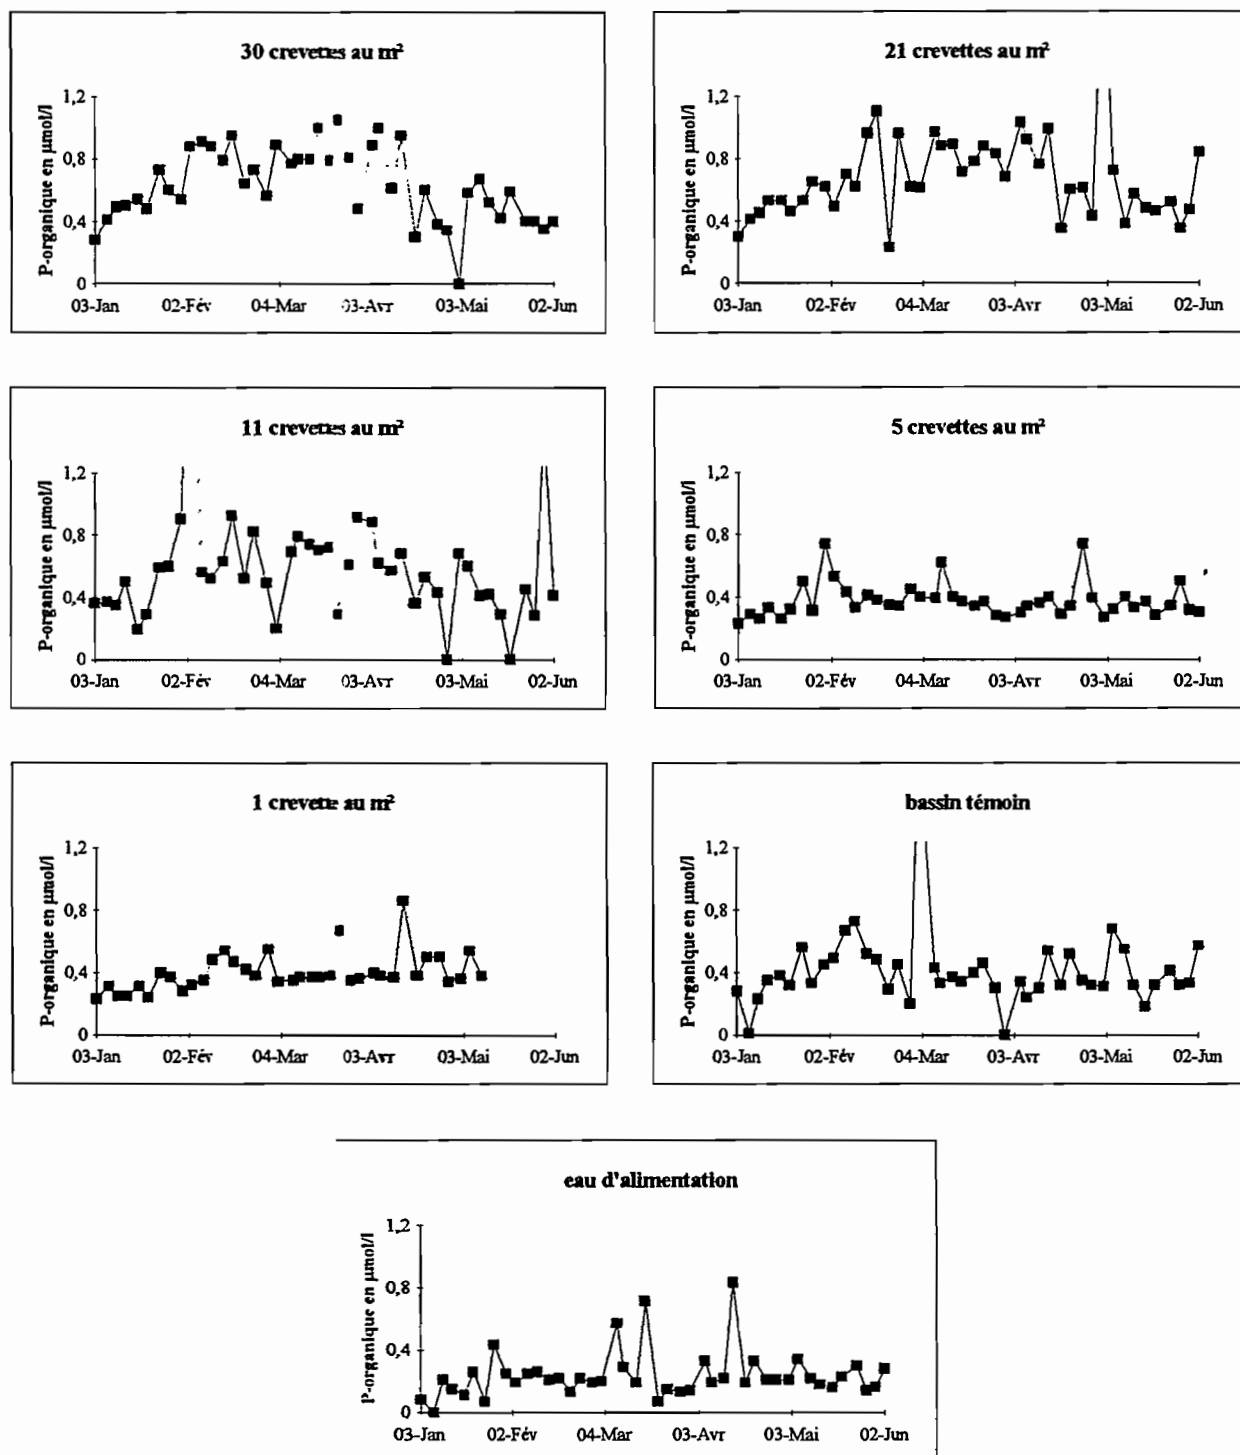 30 crevettes au m²
P-organique en µmol/l
1,2
0,8
0,4
0
03-Jan 02-Fév 04-Mar 03-Avr 03-Mai 02-Jun
21 crevettes au m²
P-organique en µmol/l
1,2
0,8
0,4
0
03-Jan 02-Fév 04-Mar 03-Avr 03-Mai 02-Jun
11 crevettes au m²
P-organique en µmol/l
1,2
0,8
0,4
0
03-Jan 02-Fév 04-Mar 03-Avr 03-Mai 02-Jun
5 crevettes au m²
P-organique en µmol/l
1,2
0,8
0,4
0
03-Jan 02-Fév 04-Mar 03-Avr 03-Mai 02-Jun
1 crevette au m²
P-organique en µmol/l
1,2
0,8
0,4
0
03-Jan 02-Fév 04-Mar 03-Avr 03-Mai 02-Jun
bassin témoin
P-organique en µmol/l
1,2
0,8
0,4
0
03-Jan 02-Fév 04-Mar 03-Avr 03-Mai 02-Jun
eau d'alimentation
P-organique en µmol/l
1,2
0,8
0,4
0
03-Jan 02-Fév 04-Mar 03-Avr 03-Mai 02-Jun